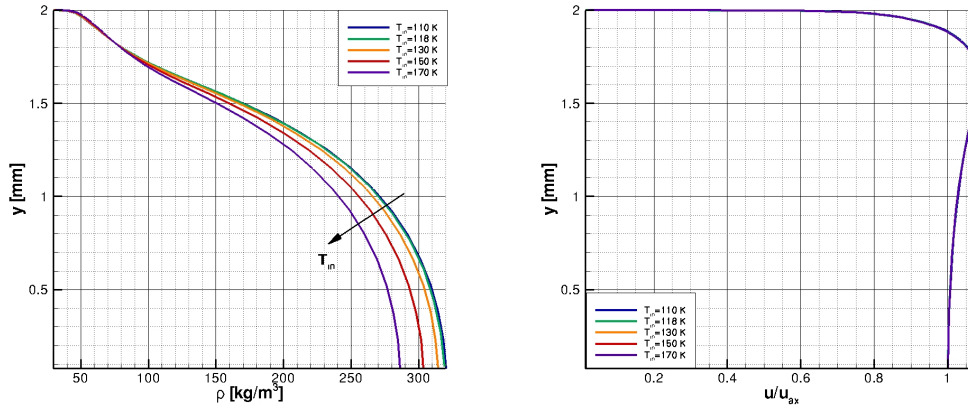 2
1.5
1
0.5
y [mm]
T_in=110 K
T_in=118 K
T_in=130 K
T_in=150 K
T_in=170 K
T_in
50
100
150
200
250
300
ρ [kg/m³]
2
1.5
1
0.5
y [mm]
T_in=110 K
T_in=118 K
T_in=130 K
T_in=150 K
T_in=170 K
0.2
0.4
0.6
0.8
1
u/u_ax